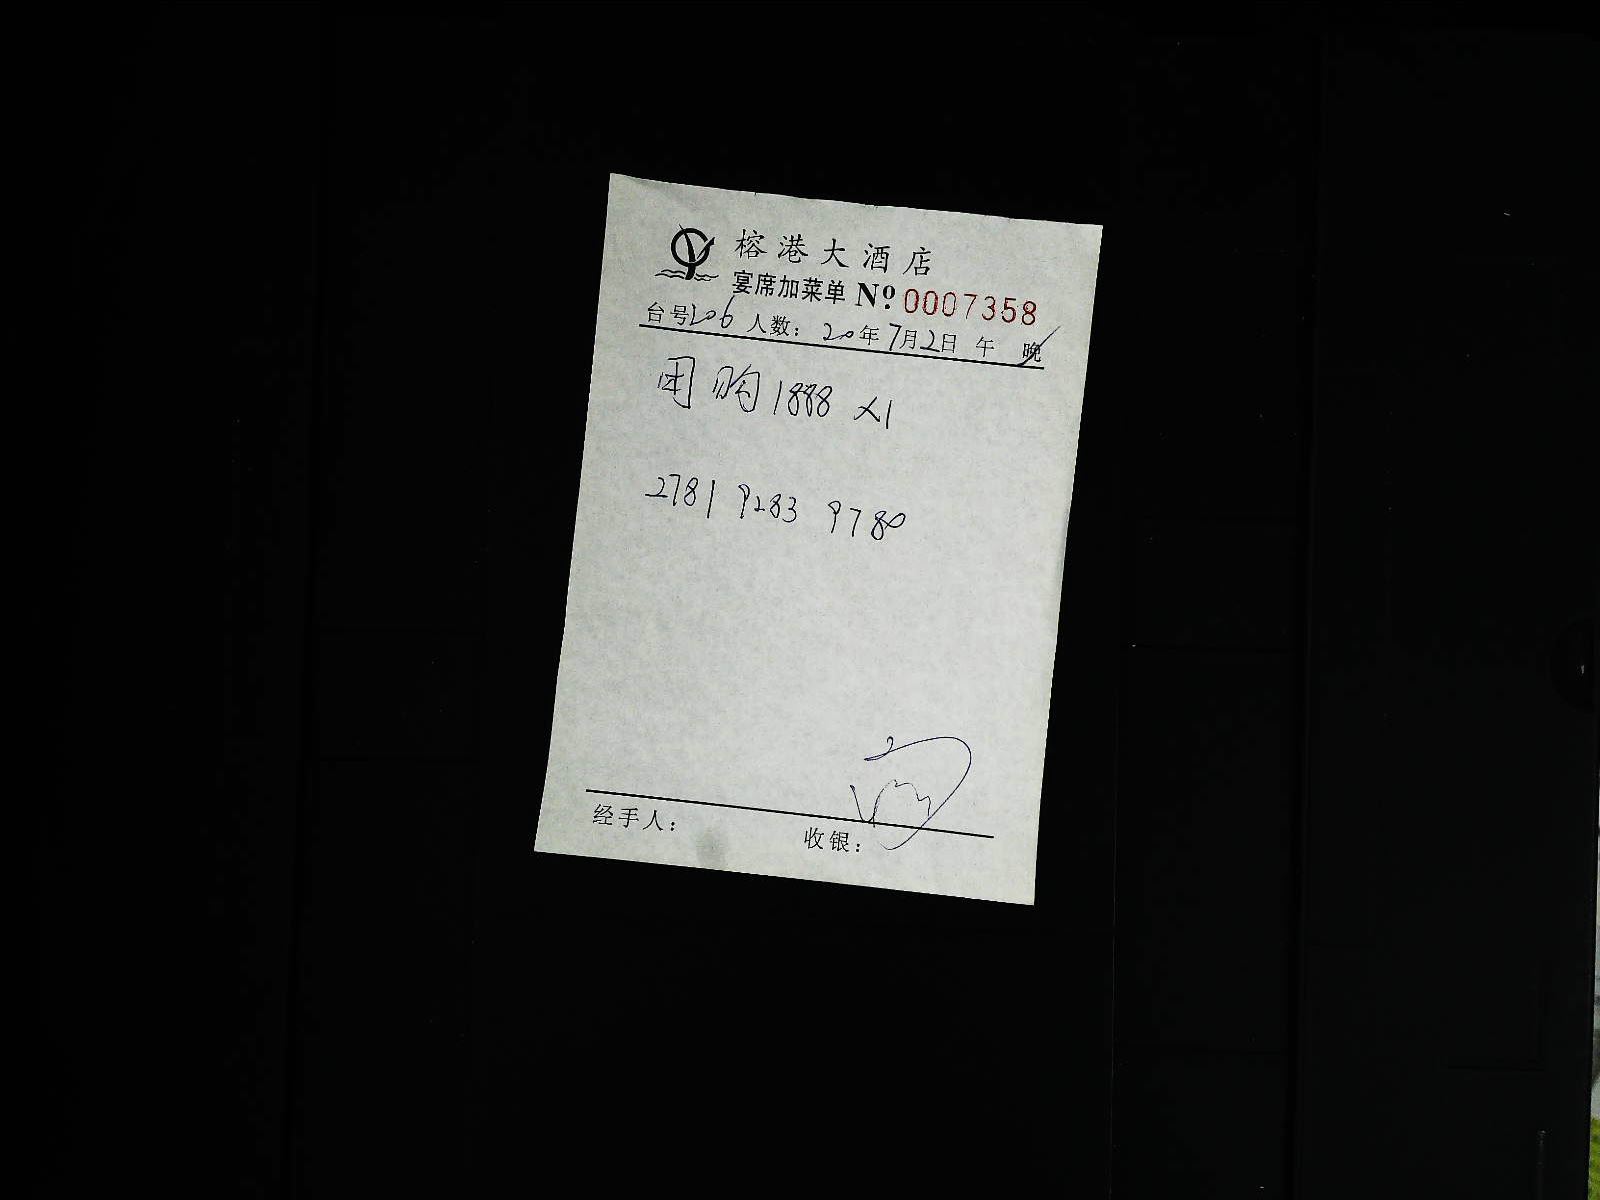 榕港大酒店
宴席加菜单 № 0007358
台号206 人数: 20年7月2日 午 晚
团购1888 ×1
2781 9283 9780
经手人: 收银: